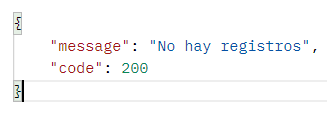 {
"message": "No hay registros",
"code": 200
}